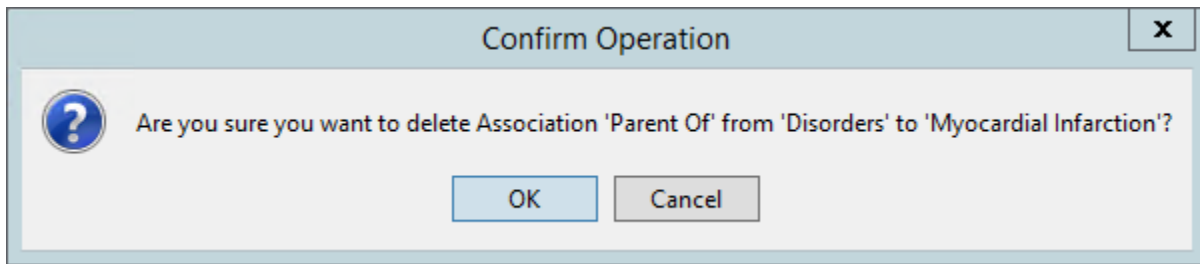 Confirm Operation
x
?
Are you sure you want to delete Association 'Parent Of' from 'Disorders' to 'Myocardial Infarction'?
OK Cancel